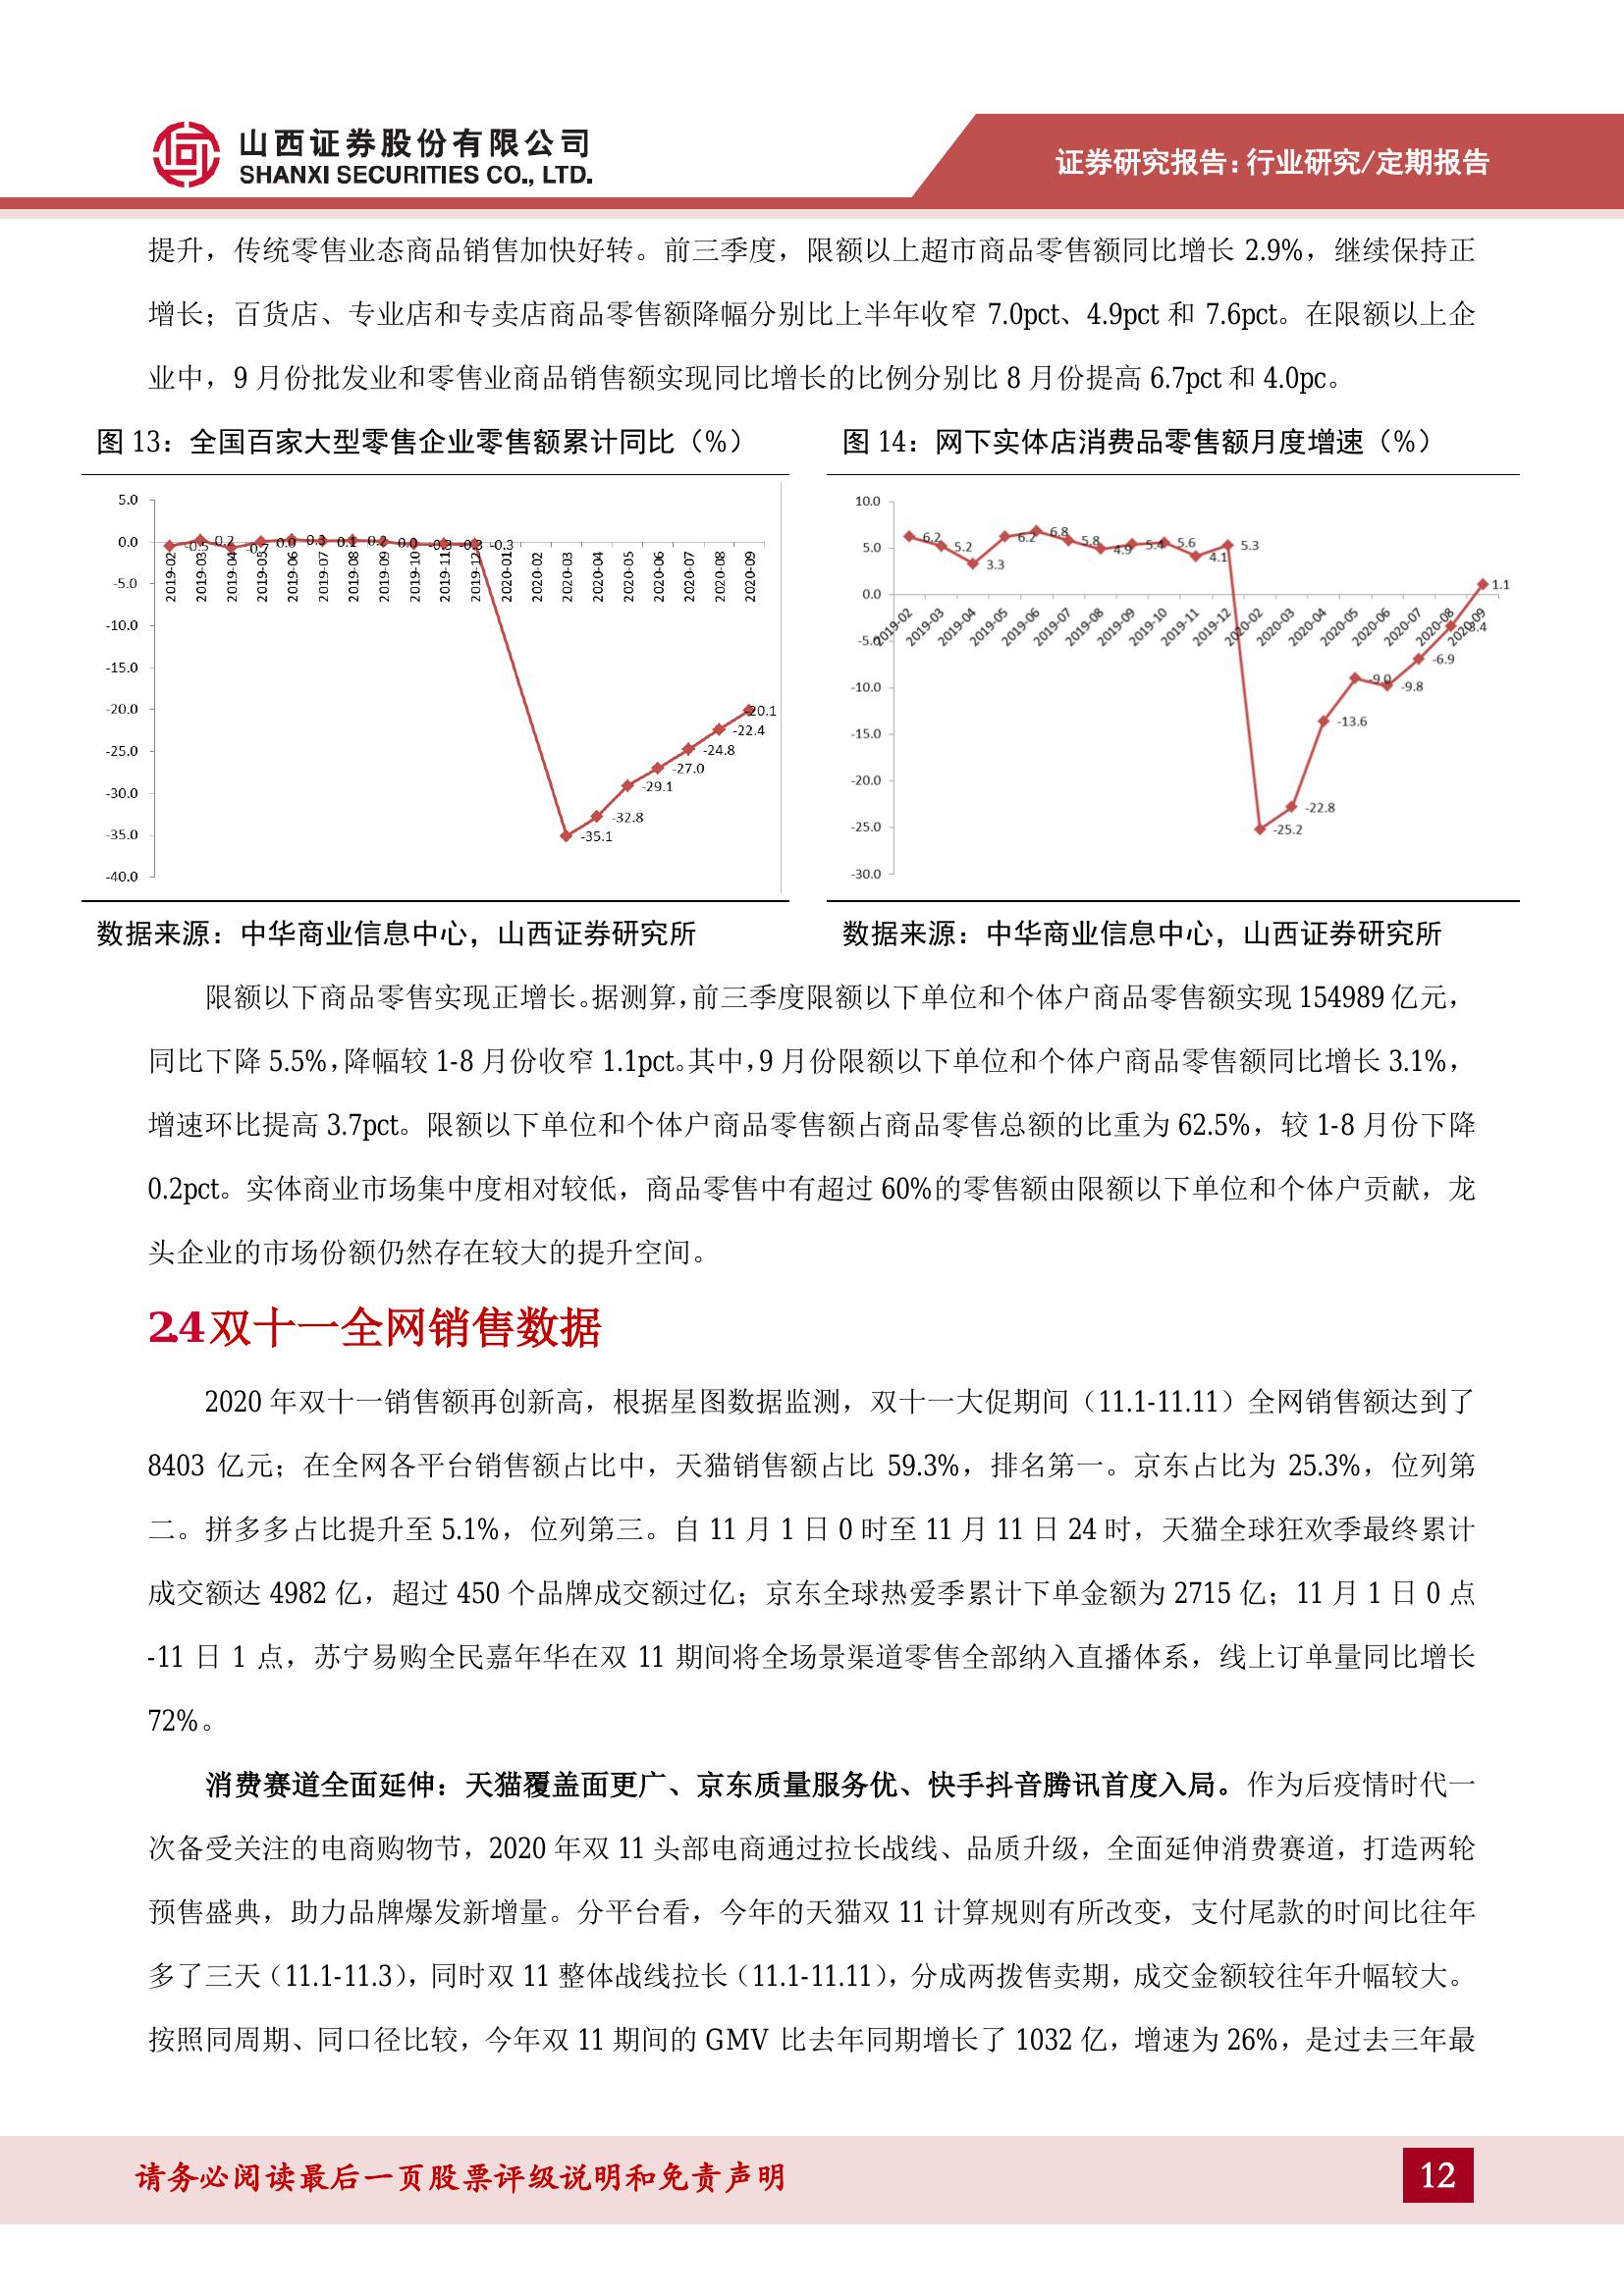 山西证券股份有限公司
SHANXI SECURITIES CO., LTD.
证券研究报告：行业研究/定期报告
提升，传统零售业态商品销售加快好转。前三季度，限额以上超市商品零售额同比增长 2.9%，继续保持正
增长；百货店、专业店和专卖店商品零售额降幅分别比上半年收窄 7.0pct、4.9pct 和 7.6pct。在限额以上企
业中，9 月份批发业和零售业商品销售额实现同比增长的比例分别比 8 月份提高 6.7pct 和 4.0pc。
图 13：全国百家大型零售企业零售额累计同比（%）
5.0
0.0
-5.0
-10.0
-15.0
-20.0
-25.0
-30.0
-35.0
-40.0
-0.5 0.2 -0.7 0.0 0.3 0.1 0.2 0.0 -0.3 -0.3 -0.3
2019-02 2019-03 2019-04 2019-05 2019-06 2019-07 2019-08 2019-09 2019-10 2019-11 2019-12 2020-01 2020-02 2020-03 2020-04 2020-05 2020-06 2020-07 2020-08 2020-09
-35.1 -32.8 -29.1 -27.0 -24.8 -22.4 -20.1
图 14：网下实体店消费品零售额月度增速（%）
10.0
5.0
0.0
-5.0
-10.0
-15.0
-20.0
-25.0
-30.0
6.2 5.2 3.3 6.2 6.8 5.8 4.9 5.4 5.6 4.1 5.3
2019-02 2019-03 2019-04 2019-05 2019-06 2019-07 2019-08 2019-09 2019-10 2019-11 2019-12 2020-02 2020-03 2020-04 2020-05 2020-06 2020-07 2020-08 2020-09
-25.2 -22.8 -13.6 -9.0 -9.8 -6.9 -3.4 1.1
数据来源：中华商业信息中心，山西证券研究所
数据来源：中华商业信息中心，山西证券研究所
限额以下商品零售实现正增长。据测算，前三季度限额以下单位和个体户商品零售额实现 154989 亿元，
同比下降 5.5%，降幅较 1-8 月份收窄 1.1pct。其中，9 月份限额以下单位和个体户商品零售额同比增长 3.1%，
增速环比提高 3.7pct。限额以下单位和个体户商品零售额占商品零售总额的比重为 62.5%，较 1-8 月份下降
0.2pct。实体商业市场集中度相对较低，商品零售中有超过 60%的零售额由限额以下单位和个体户贡献，龙
头企业的市场份额仍然存在较大的提升空间。
2.4 双十一全网销售数据
2020 年双十一销售额再创新高，根据星图数据监测，双十一大促期间（11.1-11.11）全网销售额达到了
8403 亿元；在全网各平台销售额占比中，天猫销售额占比 59.3%，排名第一。京东占比为 25.3%，位列第
二。拼多多占比提升至 5.1%，位列第三。自 11 月 1 日 0 时至 11 月 11 日 24 时，天猫全球狂欢季最终累计
成交额达 4982 亿，超过 450 个品牌成交额过亿；京东全球热爱季累计下单金额为 2715 亿；11 月 1 日 0 点
-11 日 1 点，苏宁易购全民嘉年华在双 11 期间将全场景渠道零售全部纳入直播体系，线上订单量同比增长
72%。
消费赛道全面延伸：天猫覆盖面更广、京东质量服务优、快手抖音腾讯首度入局。作为后疫情时代一
次备受关注的电商购物节，2020 年双 11 头部电商通过拉长战线、品质升级，全面延伸消费赛道，打造两轮
预售盛典，助力品牌爆发新增量。分平台看，今年的天猫双 11 计算规则有所改变，支付尾款的时间比往年
多了三天（11.1-11.3），同时双 11 整体战线拉长（11.1-11.11），分成两拨售卖期，成交金额较往年升幅较大。
按照同周期、同口径比较，今年双 11 期间的 GMV 比去年同期增长了 1032 亿，增速为 26%，是过去三年最
请务必阅读最后一页股票评级说明和免责声明
12